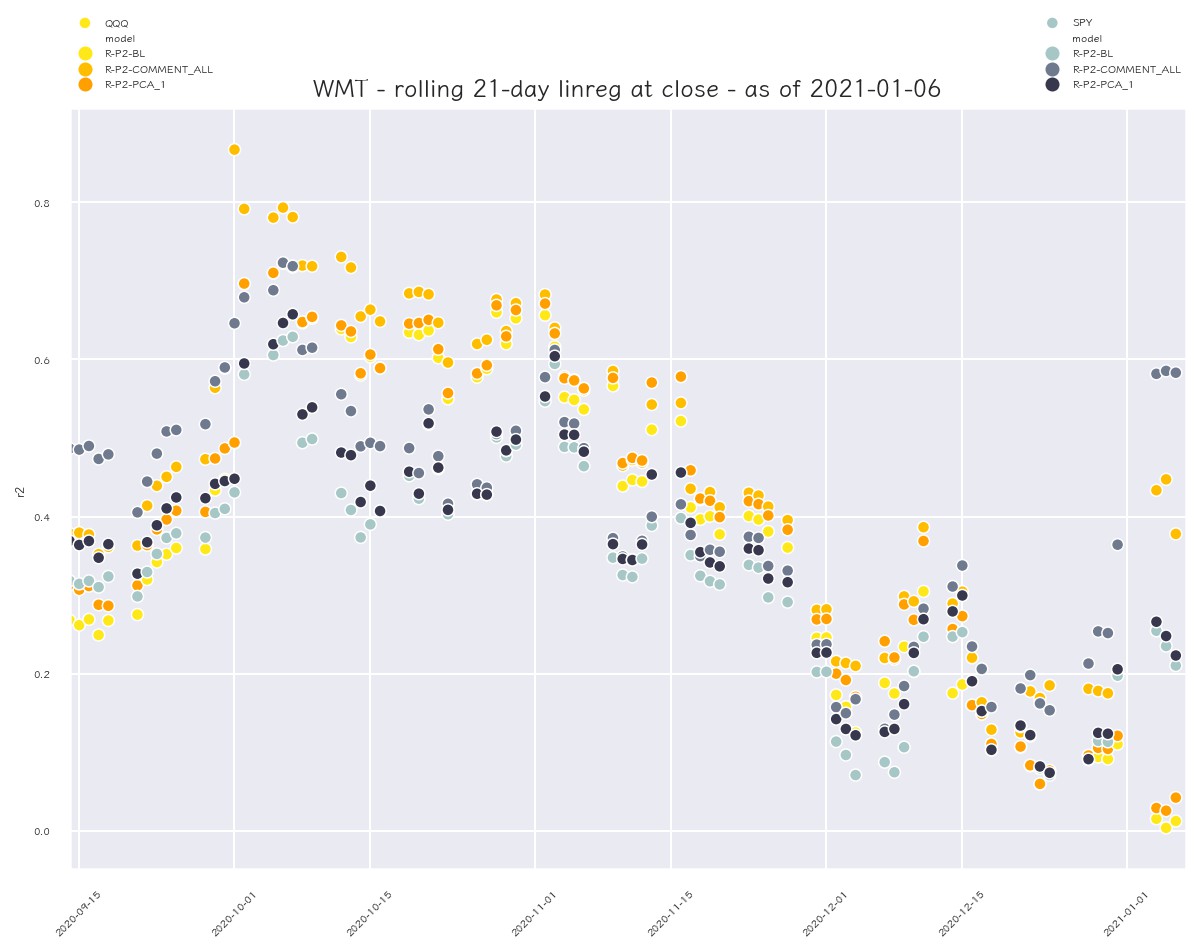 QQQ
model
R-P2-BL
R-P2-COMMENT_ALL
R-P2-PCA_1
SPY
model
R-P2-BL
R-P2-COMMENT_ALL
R-P2-PCA_1
WMT - rolling 21-day linreg at close - as of 2021-01-06
r2
0.8
0.6
0.4
0.2
0.0
2020-09-15
2020-10-01
2020-10-15
2020-11-01
2020-11-15
2020-12-01
2020-12-15
2021-01-01